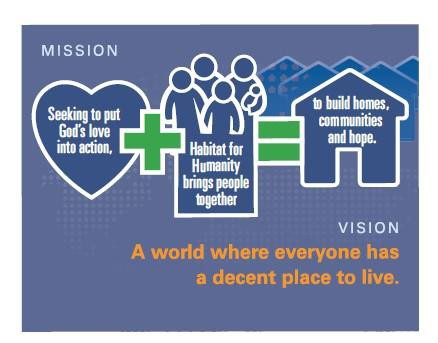 MISSION
Seeking to put
God's love
into action,
Habitat for
Humanity
brings people
together
to build homes,
communities
and hope.
VISION
A world where everyone has
a decent place to live.